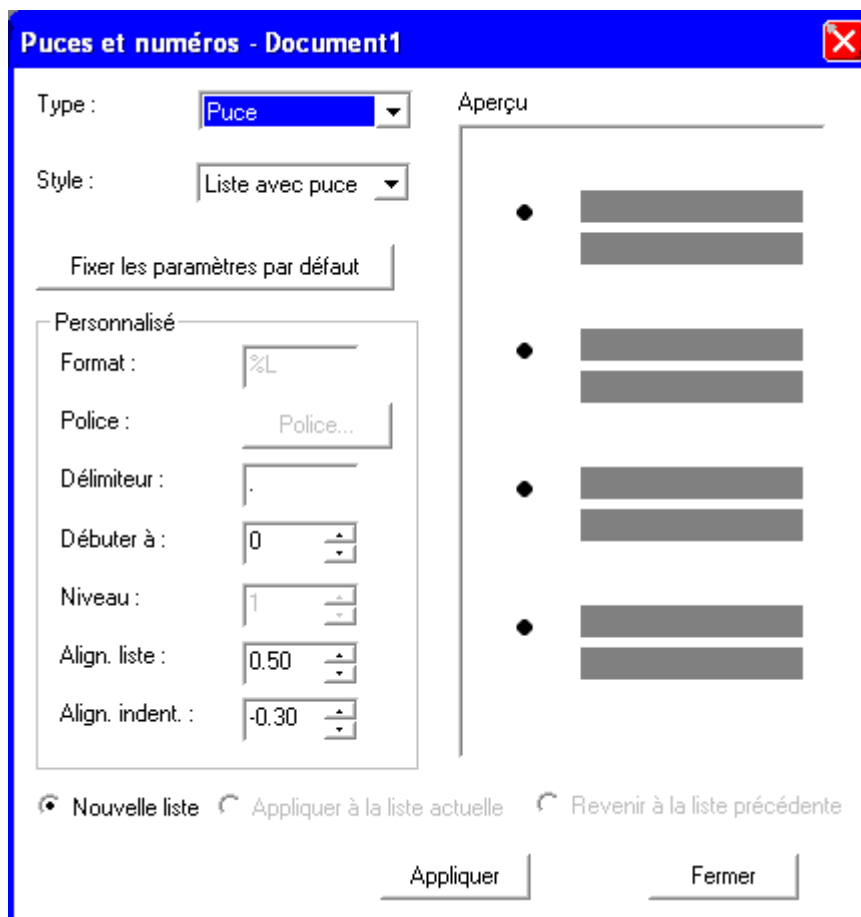 Puces et numéros - Document1
Type :
Puce
Aperçu
Style :
Liste avec puce
Fixer les paramètres par défaut
Personnalisé
Format :
%L
Police :
Police...
Délimiteur :
.
Débuter à :
0
Niveau :
1
Align. liste :
0.50
Align. indent. :
-0.30
Nouvelle liste
Appliquer à la liste actuelle
Revenir à la liste précédente
Appliquer
Fermer